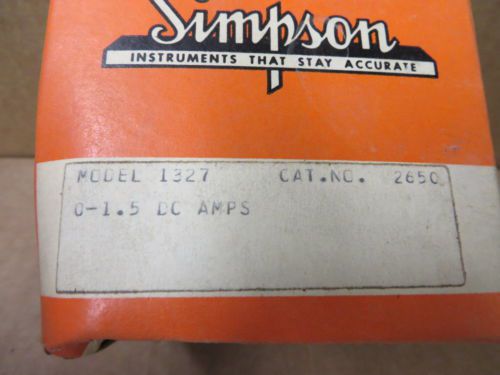 Simpson
INSTRUMENTS THAT STAY ACCURATE
MODEL 1327 CAT.NO. 2650
0-1.5 DC AMPS